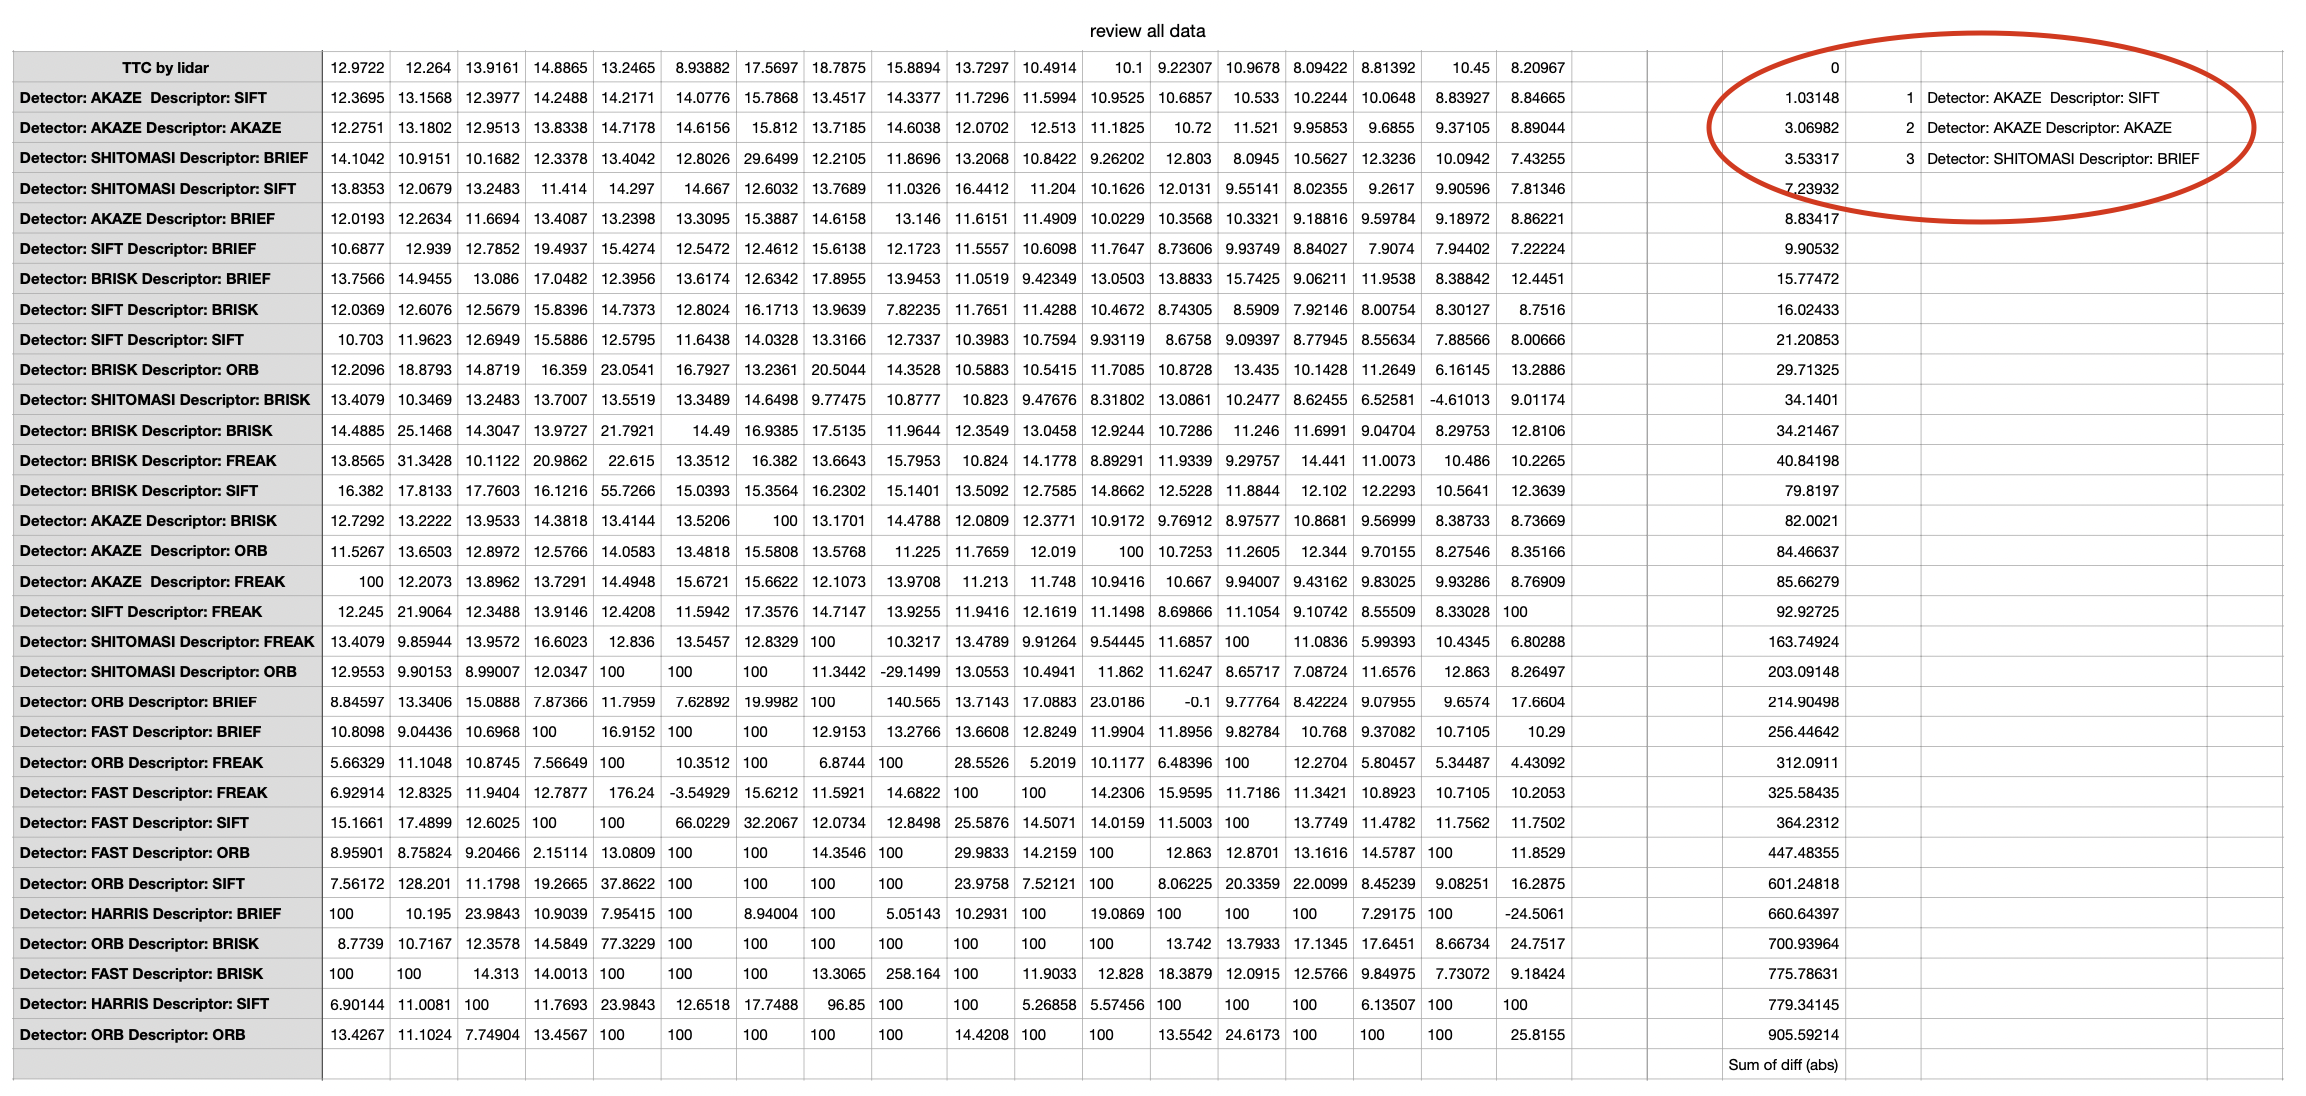 review all data
TTC by lidar 12.9722 12.264 13.9161 14.8865 13.2465 8.93882 17.5697 18.7875 15.8894 13.7297 10.4914 10.1 9.22307 10.9678 8.09422 8.81392 10.45 8.20967 0
Detector: AKAZE  Descriptor: SIFT 12.3695 13.1568 12.3977 14.2488 14.2171 14.0776 15.7868 13.4517 14.3377 11.7296 11.5994 10.9525 10.6857 10.533 10.2244 10.0648 8.83927 8.84665 1.03148 1 Detector: AKAZE  Descriptor: SIFT
Detector: AKAZE Descriptor: AKAZE 12.2751 13.1802 12.9513 13.8338 14.7178 14.6156 15.812 13.7185 14.6038 12.0702 12.513 11.1825 10.72 11.521 9.95853 9.6855 9.37105 8.89044 3.06982 2 Detector: AKAZE Descriptor: AKAZE
Detector: SHITOMASI Descriptor: BRIEF 14.1042 10.9151 10.1682 12.3378 13.4042 12.8026 29.6499 12.2105 11.8696 13.2068 10.8422 9.26202 12.803 8.0945 10.5627 12.3236 10.0942 7.43255 3.53317 3 Detector: SHITOMASI Descriptor: BRIEF
Detector: SHITOMASI Descriptor: SIFT 13.8353 12.0679 13.2483 11.414 14.297 14.667 12.6032 13.7689 11.0326 16.4412 11.204 10.1626 12.0131 9.55141 8.02355 9.2617 9.90596 7.81346 7.23932
Detector: AKAZE Descriptor: BRIEF 12.0193 12.2634 11.6694 13.4087 13.2398 13.3095 15.3887 14.6158 13.146 11.6151 11.4909 10.0229 10.3568 10.3321 9.18816 9.59784 9.18972 8.86221 8.83417
Detector: SIFT Descriptor: BRIEF 10.6877 12.939 12.7852 19.4937 15.4274 12.5472 12.4612 15.6138 12.1723 11.5557 10.6098 11.7647 8.73606 9.93749 8.84027 7.9074 7.94402 7.22224 9.90532
Detector: BRISK Descriptor: BRIEF 13.7566 14.9455 13.086 17.0482 12.3956 13.6174 12.6342 17.8955 13.9453 11.0519 9.42349 13.0503 13.8833 15.7425 9.06211 11.9538 8.38842 12.4451 15.77472
Detector: SIFT Descriptor: BRISK 12.0369 12.6076 12.5679 15.8396 14.7373 12.8024 16.1713 13.9639 7.82235 11.7651 11.4288 10.4672 8.74305 8.5909 7.92146 8.00754 8.30127 8.7516 16.02433
Detector: SIFT Descriptor: SIFT 10.703 11.9623 12.6949 15.5886 12.5795 11.6438 14.0328 13.3166 12.7337 10.3983 10.7594 9.93119 8.6758 9.09397 8.77945 8.55634 7.88566 8.00666 21.20853
Detector: BRISK Descriptor: ORB 12.2096 18.8793 14.8719 16.359 23.0541 16.7927 13.2361 20.5044 14.3528 10.5883 10.5415 11.7085 10.8728 13.435 10.1428 11.2649 6.16145 13.2886 29.71325
Detector: SHITOMASI Descriptor: BRISK 13.4079 10.3469 13.2483 13.7007 13.5519 13.3489 14.6498 9.77475 10.8777 10.823 9.47676 8.31802 13.0861 10.2477 8.62455 6.52581 -4.61013 9.01174 34.1401
Detector: BRISK Descriptor: BRISK 14.4885 25.1468 14.3047 13.9727 21.7921 14.49 16.9385 17.5135 11.9644 12.3549 13.0458 12.9244 10.7286 11.246 11.6991 9.04704 8.29753 12.8106 34.21467
Detector: BRISK Descriptor: FREAK 13.8565 31.3428 10.1122 20.9862 22.615 13.3512 16.382 13.6643 15.7953 10.824 14.1778 8.89291 11.9339 9.29757 14.441 11.0073 10.486 10.2265 40.84198
Detector: BRISK Descriptor: SIFT 16.382 17.8133 17.7603 16.1216 55.7266 15.0393 15.3564 16.2302 15.1401 13.5092 12.7585 14.8662 12.5228 11.8844 12.102 12.2293 10.5641 12.3639 79.8197
Detector: AKAZE Descriptor: BRISK 12.7292 13.2222 13.9533 14.3818 13.4144 13.5206 100 13.1701 14.4788 12.0809 12.3771 10.9172 9.76912 8.97577 10.8681 9.56999 8.38733 8.73669 82.0021
Detector: AKAZE  Descriptor: ORB 11.5267 13.6503 12.8972 12.5766 14.0583 13.4818 15.5808 13.5768 11.225 11.7659 12.019 100 10.7253 11.2605 12.344 9.70155 8.27546 8.35166 84.46637
Detector: AKAZE  Descriptor: FREAK 100 12.2073 13.8962 13.7291 14.4948 15.6721 15.6622 12.1073 13.9708 11.213 11.748 10.9416 10.667 9.94007 9.43162 9.83025 9.93286 8.76909 85.66279
Detector: SIFT Descriptor: FREAK 12.245 21.9064 12.3488 13.9146 12.4208 11.5942 17.3576 14.7147 13.9255 11.9416 12.1619 11.1498 8.69866 11.1054 9.10742 8.55509 8.33028 100 92.92725
Detector: SHITOMASI Descriptor: FREAK 13.4079 9.85944 13.9572 16.6023 12.836 13.5457 12.8329 100 10.3217 13.4789 9.91264 9.54445 11.6857 100 11.0836 5.99393 10.4345 6.80288 163.74924
Detector: SHITOMASI Descriptor: ORB 12.9553 9.90153 8.99007 12.0347 100 100 100 11.3442 -29.1499 13.0553 10.4941 11.862 11.6247 8.65717 7.08724 11.6576 12.863 8.26497 203.09148
Detector: ORB Descriptor: BRIEF 8.84597 13.3406 15.0888 7.87366 11.7959 7.62892 19.9982 100 140.565 13.7143 17.0883 23.0186 -0.1 9.77764 8.42224 9.07955 9.6574 17.6604 214.90498
Detector: FAST Descriptor: BRIEF 10.8098 9.04436 10.6968 100 16.9152 100 100 12.9153 13.2766 13.6608 12.8249 11.9904 11.8956 9.82784 10.768 9.37082 10.7105 10.29 256.44642
Detector: ORB Descriptor: FREAK 5.66329 11.1048 10.8745 7.56649 100 10.3512 100 6.8744 100 28.5526 5.2019 10.1177 6.48396 100 12.2704 5.80457 5.34487 4.43092 312.0911
Detector: FAST Descriptor: FREAK 6.92914 12.8325 11.9404 12.7877 176.24 -3.54929 15.6212 11.5921 14.6822 100 100 14.2306 15.9595 11.7186 11.3421 10.8923 10.7105 10.2053 325.58435
Detector: FAST Descriptor: SIFT 15.1661 17.4899 12.6025 100 100 66.0229 32.2067 12.0734 12.8498 25.5876 14.5071 14.0159 11.5003 100 13.7749 11.4782 11.7562 11.7502 364.2312
Detector: FAST Descriptor: ORB 8.95901 8.75824 9.20466 2.15114 13.0809 100 100 14.3546 100 29.9833 14.2159 100 12.863 12.8701 13.1616 14.5787 100 11.8529 447.48355
Detector: ORB Descriptor: SIFT 7.56172 128.201 11.1798 19.2665 37.8622 100 100 100 100 23.9758 7.52121 100 8.06225 20.3359 22.0099 8.45239 9.08251 16.2875 601.24818
Detector: HARRIS Descriptor: BRIEF 100 10.195 23.9843 10.9039 7.95415 100 8.94004 100 5.05143 10.2931 100 19.0869 100 100 100 7.29175 100 -24.5061 660.64397
Detector: ORB Descriptor: BRISK 8.7739 10.7167 12.3578 14.5849 77.3229 100 100 100 100 100 100 100 13.742 13.7933 17.1345 17.6451 8.66734 24.7517 700.93964
Detector: FAST Descriptor: BRISK 100 100 14.313 14.0013 100 100 100 13.3065 258.164 100 11.9033 12.828 18.3879 12.0915 12.5766 9.84975 7.73072 9.18424 775.78631
Detector: HARRIS Descriptor: SIFT 6.90144 11.0081 100 11.7693 23.9843 12.6518 17.7488 96.85 100 100 5.26858 5.57456 100 100 100 6.13507 100 100 779.34145
Detector: ORB Descriptor: ORB 13.4267 11.1024 7.74904 13.4567 100 100 100 100 100 14.4208 100 100 13.5542 24.6173 100 100 100 25.8155 905.59214
Sum of diff (abs)